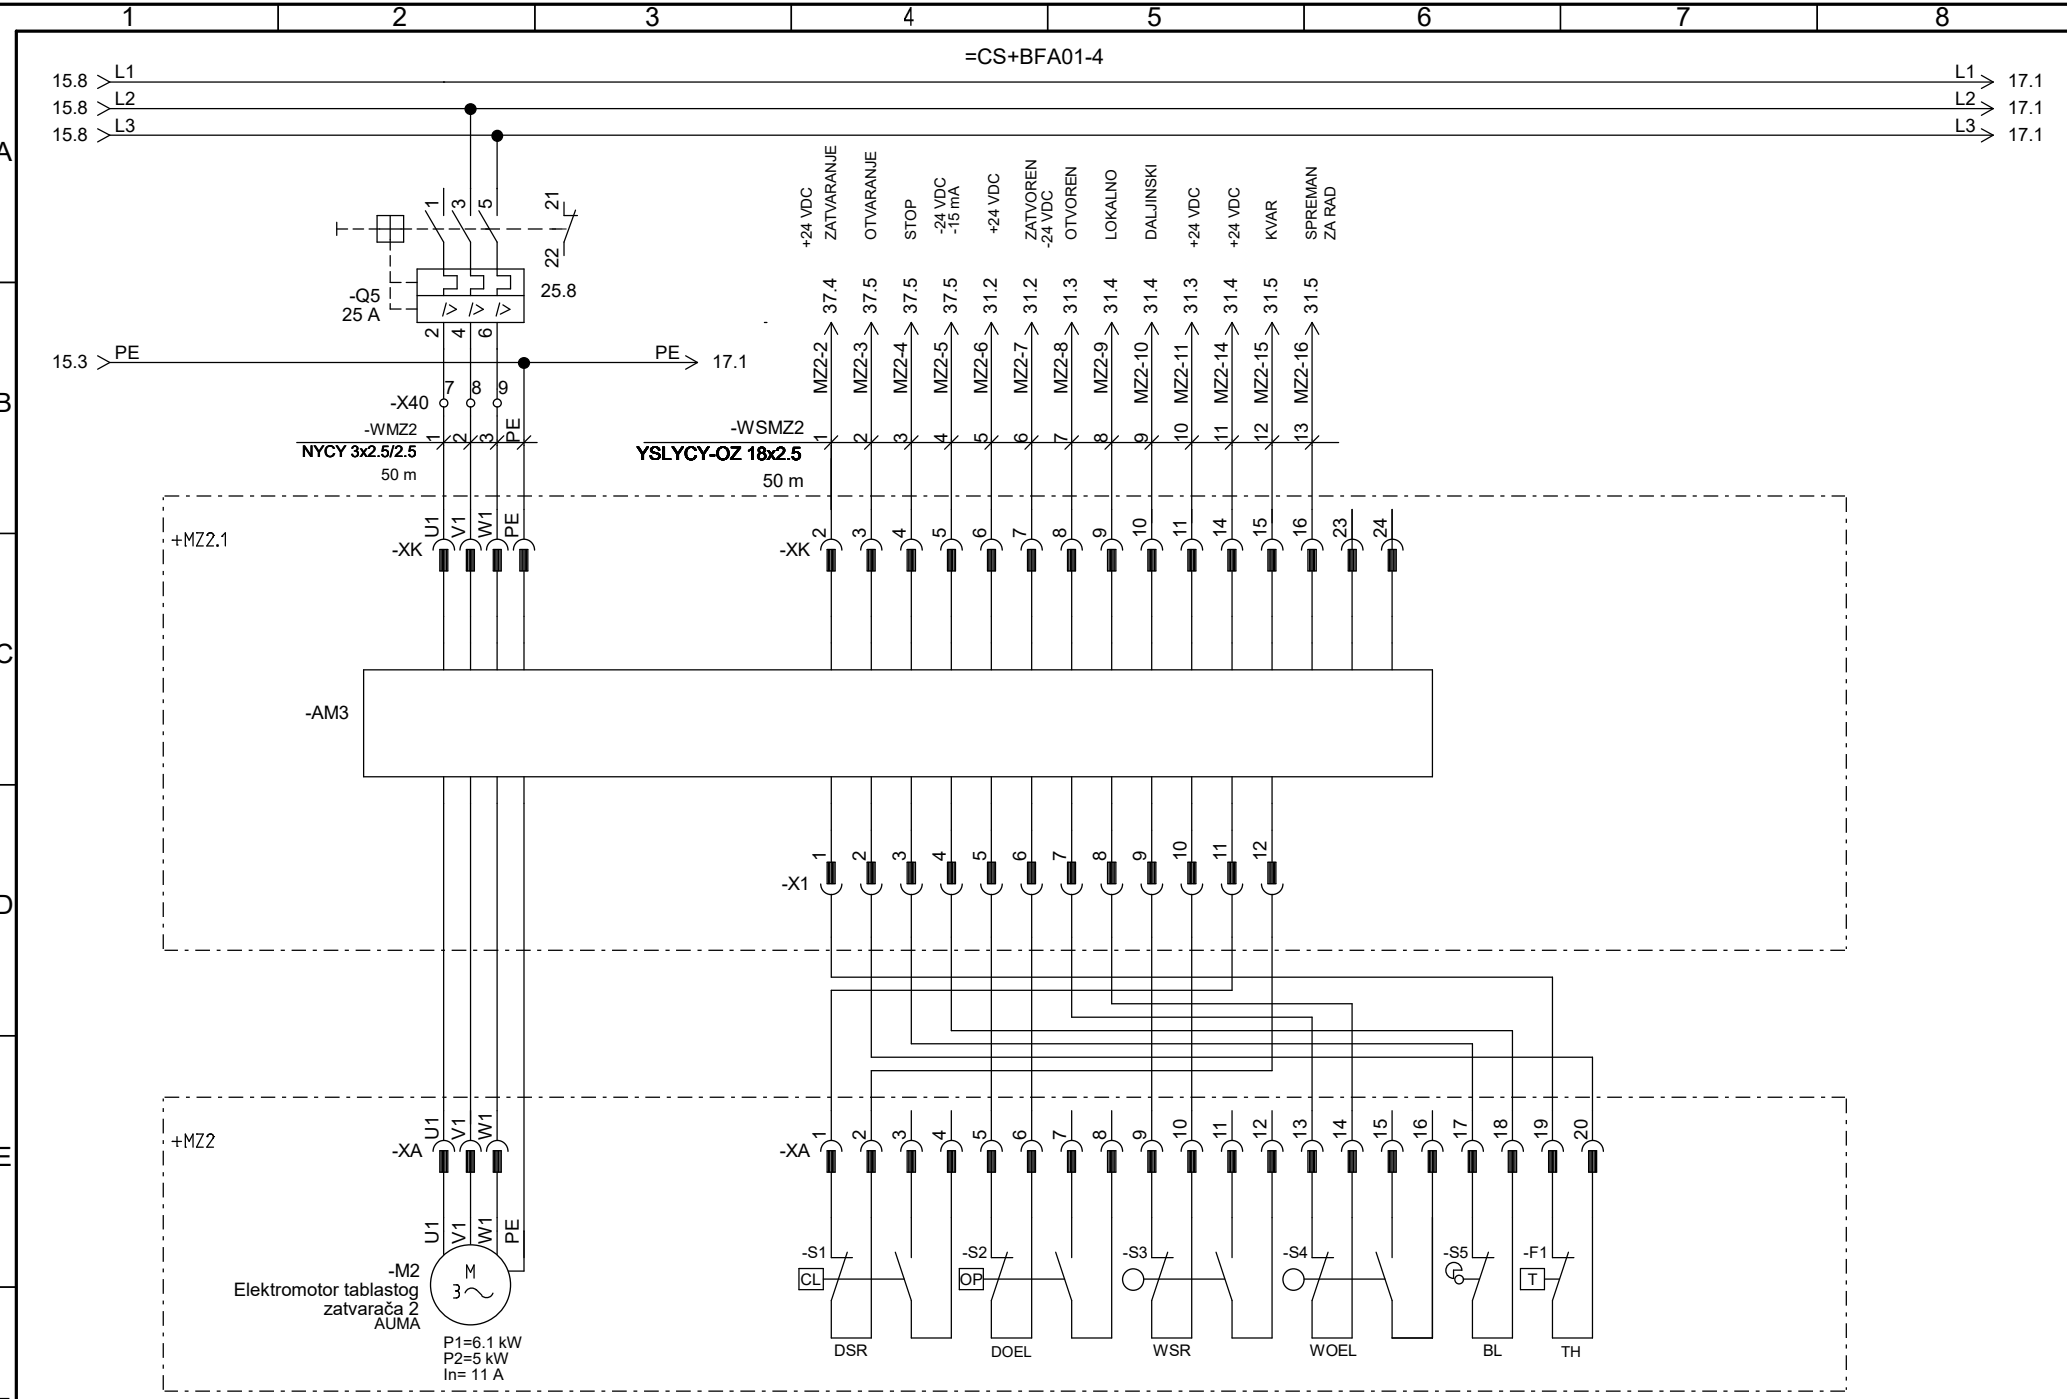 1 2 3 4 5 6 7 8
=CS+BFA01-4
15.8 L1 L1 17.1
15.8 L2 L2 17.1
15.8 L3 L3 17.1
A
+24 VDC
ZATVARANJE
OTVARANJE
STOP
-24 VDC
-15 mA
+24 VDC
ZATVOREN
-24 VDC
OTVOREN
LOKALNO
DALJINSKI
+24 VDC
+24 VDC
KVAR
SPREMAN
ZA RAD
1 3 5 21
22
-Q5
25 A
25.8
2 4 6
37.4 37.5 37.5 37.5 31.2 31.2 31.3 31.4 31.4 31.3 31.4 31.5 31.5
15.3 PE PE 17.1
MZ2-2 MZ2-3 MZ2-4 MZ2-5 MZ2-6 MZ2-7 MZ2-8 MZ2-9 MZ2-10 MZ2-11 MZ2-14 MZ2-15 MZ2-16
B
-X40 7 8 9
-WMZ2 1 2 3 PE
NYCY 3x2.5/2.5
50 m
-WSMZ2 1 2 3 4 5 6 7 8 9 10 11 12 13
YSLYCY-OZ 18x2.5
50 m
+MZ2.1
-XK U1 V1 W1 PE
-XK 2 3 4 5 6 7 8 9 10 11 14 15 16 23 24
C
-AM3
-X1 1 2 3 4 5 6 7 8 9 10 11 12
D
+MZ2
-XA U1 V1 W1
-XA 1 2 3 4 5 6 7 8 9 10 11 12 13 14 15 16 17 18 19 20
E
U1 V1 W1 PE
-M2
Elektromotor tablastog
zatvarača 2
AUMA
M
3
P1=6.1 kW
P2=5 kW
In= 11 A
-S1 -S2 -S3 -S4 -S5 -F1
CL OP T
DSR DOEL WSR WOEL BL TH